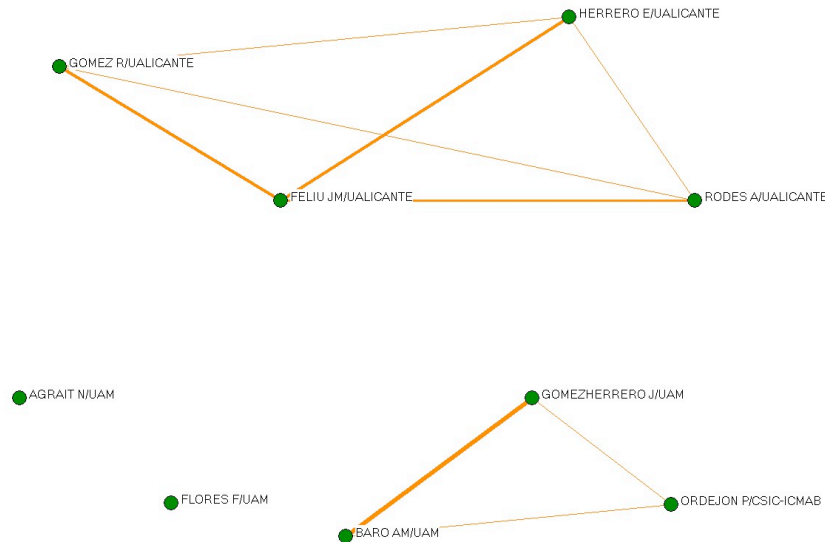 HERRERO E/UALICANTE
GOMEZ R/UALICANTE
FELIU JM/UALICANTE
RODES A/UALICANTE
AGRAIT N/UAM
GOMEZHERRERO J/UAM
FLORES F/UAM
ORDEJON P/CSIC-ICMAB
BARO AM/UAM